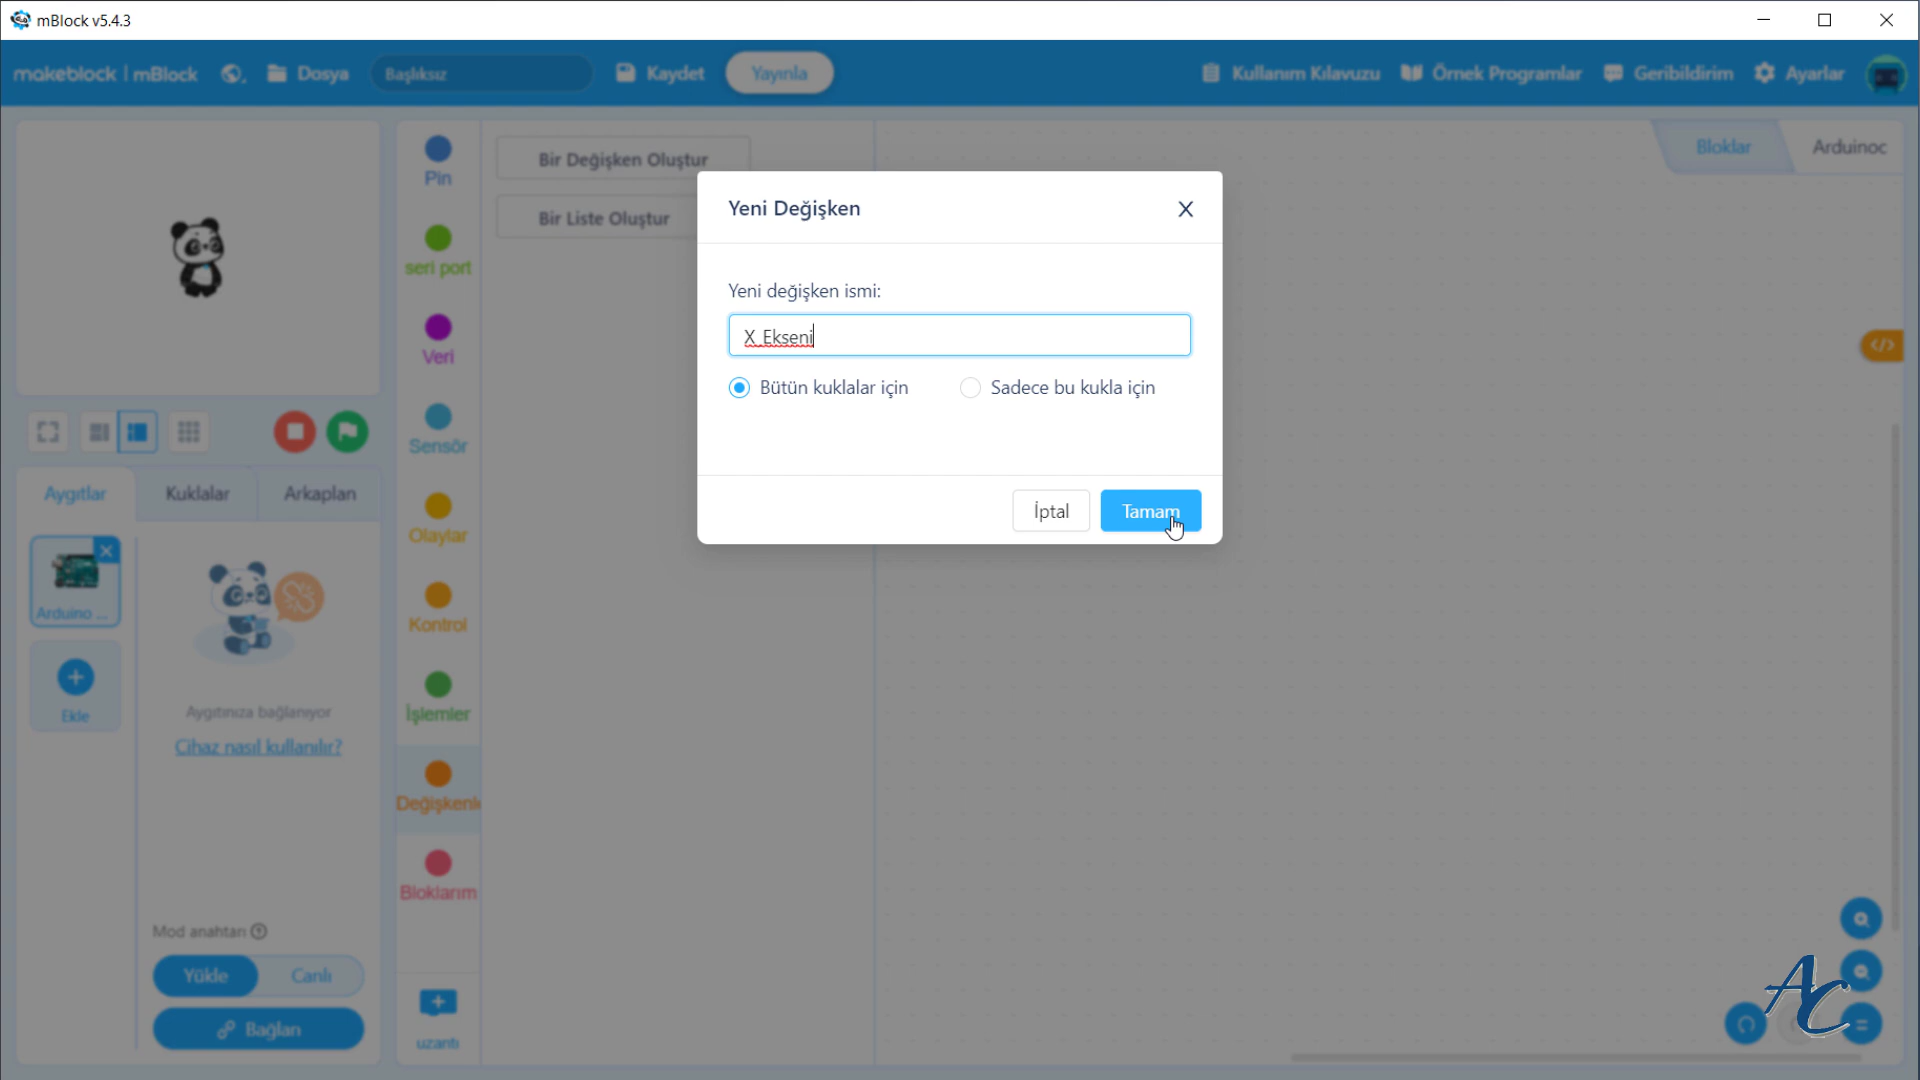 mBlock v5.4.3
makeblock | mBlock
Dosya
Başlıksız
Kaydet
Yayınla
Kullanım Kılavuzu
Örnek Programlar
Geribildirim
Ayarlar
Pin
seri port
Veri
Sensör
Olaylar
Kontrol
İşlemler
Değişkenl
Bloklarım
uzantı
Bir Değişken Oluştur
Bir Liste Oluştur
Bloklar
Arduinoc
Yeni Değişken
X
Yeni değişken ismi:
X_Ekseni
Bütün kuklalar için
Sadece bu kukla için
İptal
Tamam
Aygıtlar
Kuklalar
Arkaplan
Arduino ...
Ekle
Aygıtınıza bağlanıyor
Cihaz nasıl kullanılır?
Mod anahtarı
Yükle
Canlı
Bağlan
</>
AC